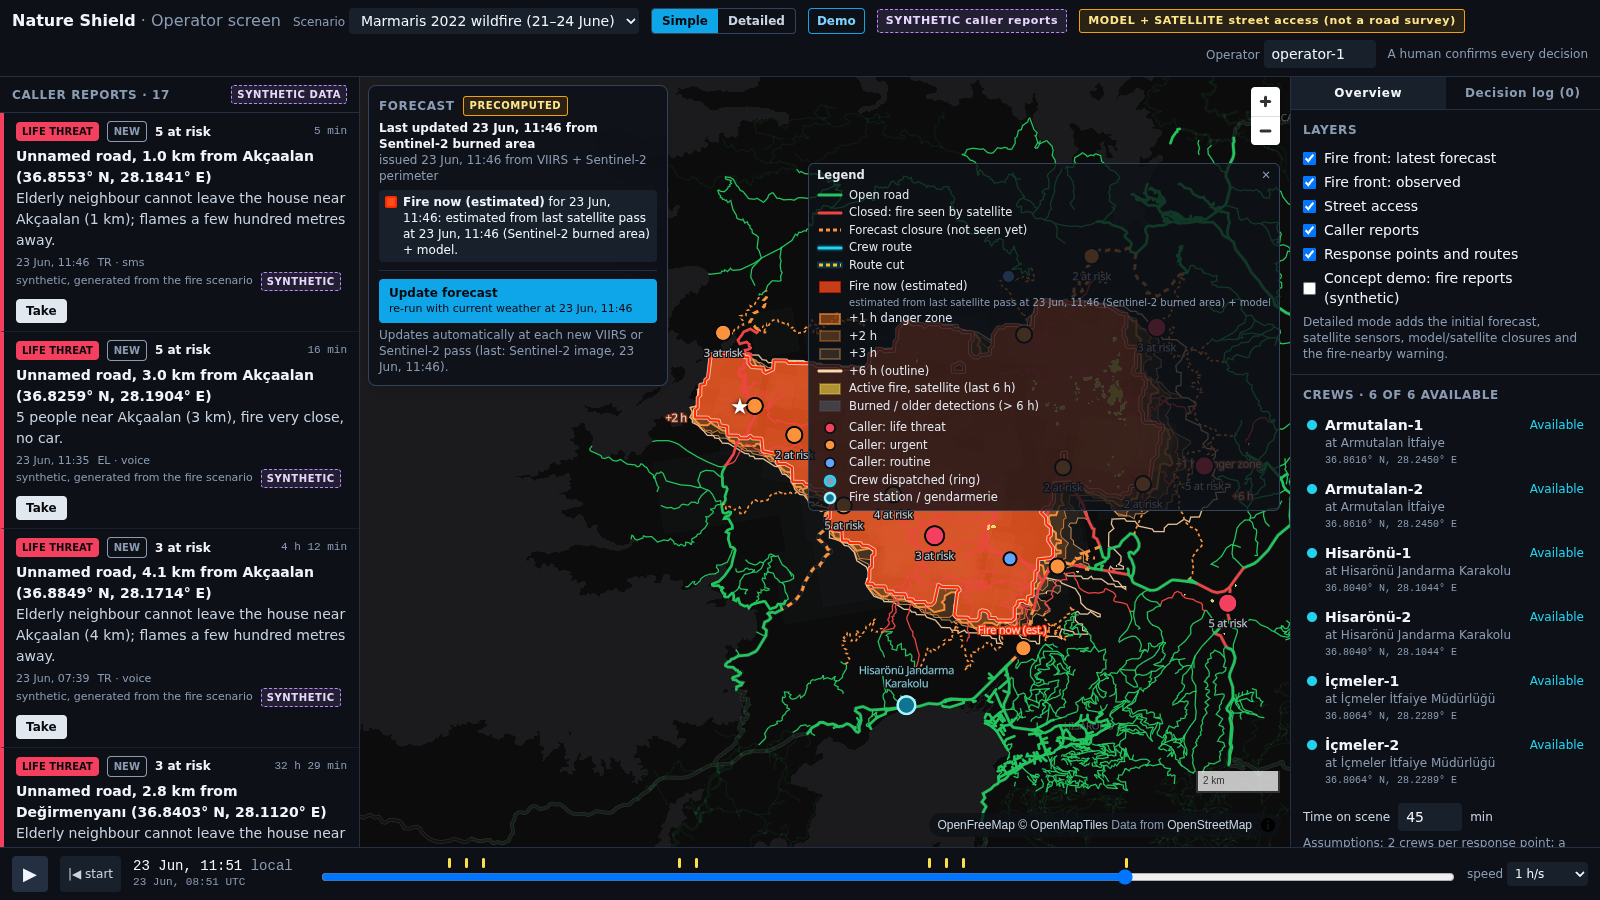 Nature Shield · Operator screen
Scenario
Marmaris 2022 wildfire (21–24 June)
Simple
Detailed
Demo
SYNTHETIC caller reports
MODEL + SATELLITE street access (not a road survey)
Operator
operator-1
A human confirms every decision
CALLER REPORTS · 17
SYNTHETIC DATA
LIFE THREAT NEW 5 at risk 5 min
Unnamed road, 1.0 km from Akçaalan
(36.8553° N, 28.1841° E)
Elderly neighbour cannot leave the house near
Akçaalan (1 km); flames a few hundred metres
away.
23 Jun, 11:46 TR · sms
synthetic, generated from the fire scenario SYNTHETIC
Take
LIFE THREAT NEW 5 at risk 16 min
Unnamed road, 3.0 km from Akçaalan
(36.8259° N, 28.1904° E)
5 people near Akçaalan (3 km), fire very close,
no car.
23 Jun, 11:35 EL · voice
synthetic, generated from the fire scenario SYNTHETIC
Take
LIFE THREAT NEW 3 at risk 4 h 12 min
Unnamed road, 4.1 km from Akçaalan
(36.8849° N, 28.1714° E)
Elderly neighbour cannot leave the house near
Akçaalan (4 km); flames a few hundred metres
away.
23 Jun, 07:39 TR · voice
synthetic, generated from the fire scenario SYNTHETIC
Take
LIFE THREAT NEW 3 at risk 32 h 29 min
Unnamed road, 2.8 km from
Değirmenyanı (36.8403° N, 28.1120° E)
Elderly neighbour cannot leave the house near
FORECAST PRECOMPUTED
Last updated 23 Jun, 11:46 from
Sentinel-2 burned area
issued 23 Jun, 11:46 from VIIRS + Sentinel-2
perimeter
Fire now (estimated) for 23 Jun,
11:46: estimated from last satellite pass
at 23 Jun, 11:46 (Sentinel-2 burned area)
+ model.
Update forecast
re-run with current weather at 23 Jun, 11:46
Updates automatically at each new VIIRS or
Sentinel-2 pass (last: Sentinel-2 image, 23
Jun, 11:46).
+
−
Legend ×
Open road
Closed: fire seen by satellite
Forecast closure (not seen yet)
Crew route
Route cut
Fire now (estimated)
estimated from last satellite pass at 23 Jun, 11:46 (Sentinel-2 burned area) + model
+1 h danger zone
+2 h
+3 h
+6 h (outline)
Active fire, satellite (last 6 h)
Burned / older detections (> 6 h)
Caller: life threat
Caller: urgent
Caller: routine
Crew dispatched (ring)
Fire station / gendarmerie
2 at risk
3 at risk
3 at risk
+2 h
2 at risk
2 at risk
5 at risk
+6 h
2 at risk
4 at risk
5 at risk
3 at risk
5 at risk
Fire now (est.)
Hisarönü Jandarma
Karakolu
2 km
OpenFreeMap © OpenMapTiles Data from OpenStreetMap
Overview
Decision log (0)
LAYERS
Fire front: latest forecast
Fire front: observed
Street access
Caller reports
Response points and routes
Concept demo: fire reports
(synthetic)
Detailed mode adds the initial forecast,
satellite sensors, model/satellite closures and
the fire-nearby warning.
CREWS · 6 OF 6 AVAILABLE
Armutalan-1 Available
at Armutalan İtfaiye
36.8616° N, 28.2450° E
Armutalan-2 Available
at Armutalan İtfaiye
36.8616° N, 28.2450° E
Hisarönü-1 Available
at Hisarönü Jandarma Karakolu
36.8040° N, 28.1044° E
Hisarönü-2 Available
at Hisarönü Jandarma Karakolu
36.8040° N, 28.1044° E
İçmeler-1 Available
at İçmeler İtfaiye Müdürlüğü
36.8064° N, 28.2289° E
İçmeler-2 Available
at İçmeler İtfaiye Müdürlüğü
36.8064° N, 28.2289° E
Time on scene 45 min
Assumptions: 2 crews per response point; a
start
23 Jun, 11:51 local
23 Jun, 08:51 UTC
speed 1 h/s